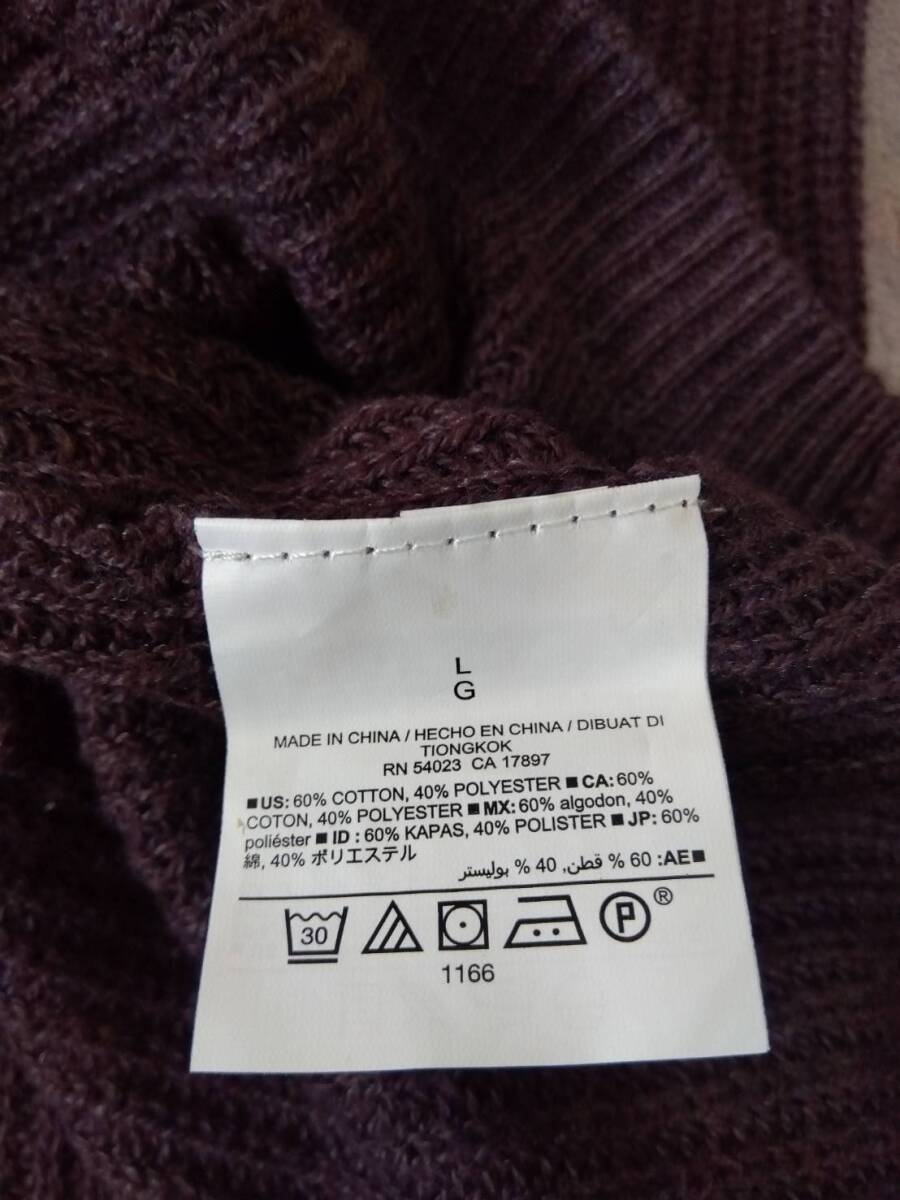 L
G
MADE IN CHINA / HECHO EN CHINA / DIBUAT DI
TIONGKOK
RN 54023 CA 17897
■US: 60% COTTON, 40% POLYESTER ■ CA: 60%
COTON, 40% POLYESTER ■ MX: 60% algodon, 40%
poliéster ■ ID : 60% KAPAS, 40% POLISTER ■ JP: 60%
綿, 40% ポリエステル
■AE: 60 % قطن, 40 % بوليستر
30 P ®
1166